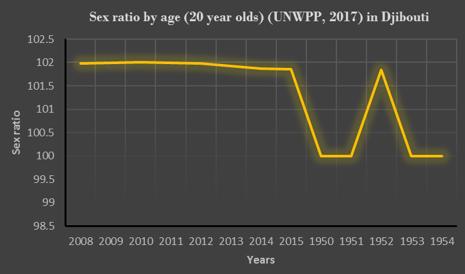 Sex ratio by age (20 year olds) (UNWPP, 2017) in Djibouti
102.5
102
101.5
101
100.5
100
99.5
99
98.5
Sex ratio
2008 2009 2010 2011 2012 2013 2014 2015 1950 1951 1952 1953 1954
Years